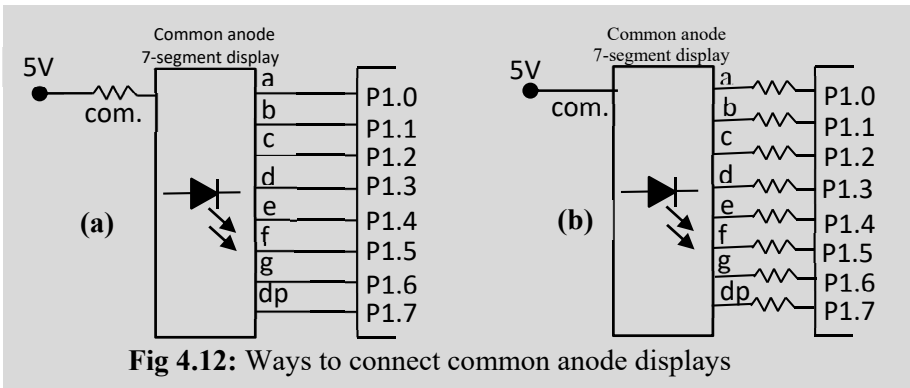 Common anode
7-segment display
5V
com.
a
b
c
d
e
f
g
dp
P1.0
P1.1
P1.2
P1.3
P1.4
P1.5
P1.6
P1.7
(a)
Common anode
7-segment display
5V
com.
a
b
c
d
e
f
g
dp
P1.0
P1.1
P1.2
P1.3
P1.4
P1.5
P1.6
P1.7
(b)
Fig 4.12: Ways to connect common anode displays